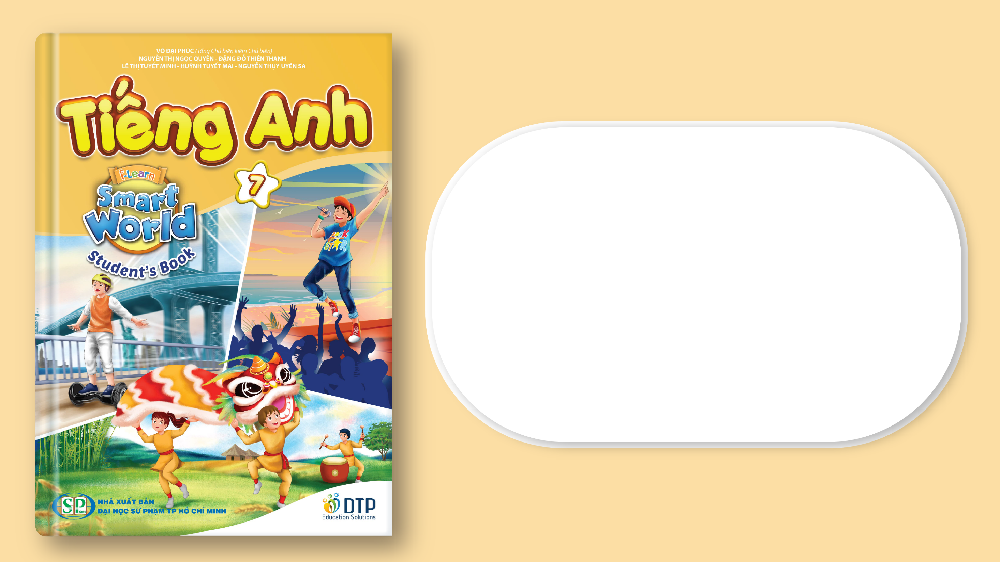 VÕ ĐẠI PHÚC (Tổng Chủ biên kiêm Chủ biên)
NGUYỄN THỊ NGỌC QUYÊN - ĐẶNG ĐỖ THIÊN THANH
LÊ THỊ TUYẾT MINH - HUỲNH TUYẾT MAI - NGUYỄN THỤY UYÊN SA
Tiếng Anh
7
i-Learn
Smart
World
Student's Book
ROCK
STAR
SP
HCMUE
NHÀ XUẤT BẢN
ĐẠI HỌC SƯ PHẠM TP HỒ CHÍ MINH
DTP
Education Solutions